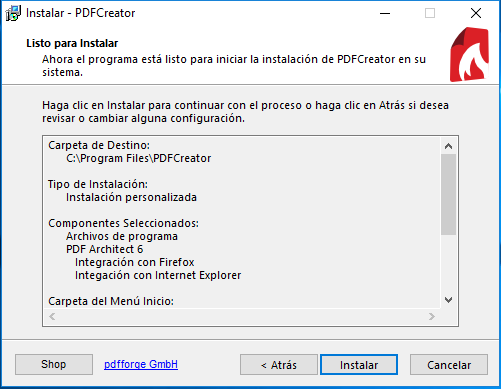 Instalar - PDFCreator
Listo para Instalar
Ahora el programa está listo para iniciar la instalación de PDFCreator en su
sistema.
Haga clic en Instalar para continuar con el proceso o haga clic en Atrás si desea
revisar o cambiar alguna configuración.
Carpeta de Destino:
C:\Program Files\PDFCreator
Tipo de Instalación:
Instalación personalizada
Componentes Seleccionados:
Archivos de programa
PDF Architect 6
Integración con Firefox
Integación con Internet Explorer
Carpeta del Menú Inicio:
Shop
pdfforge GmbH
< Atrás
Instalar
Cancelar